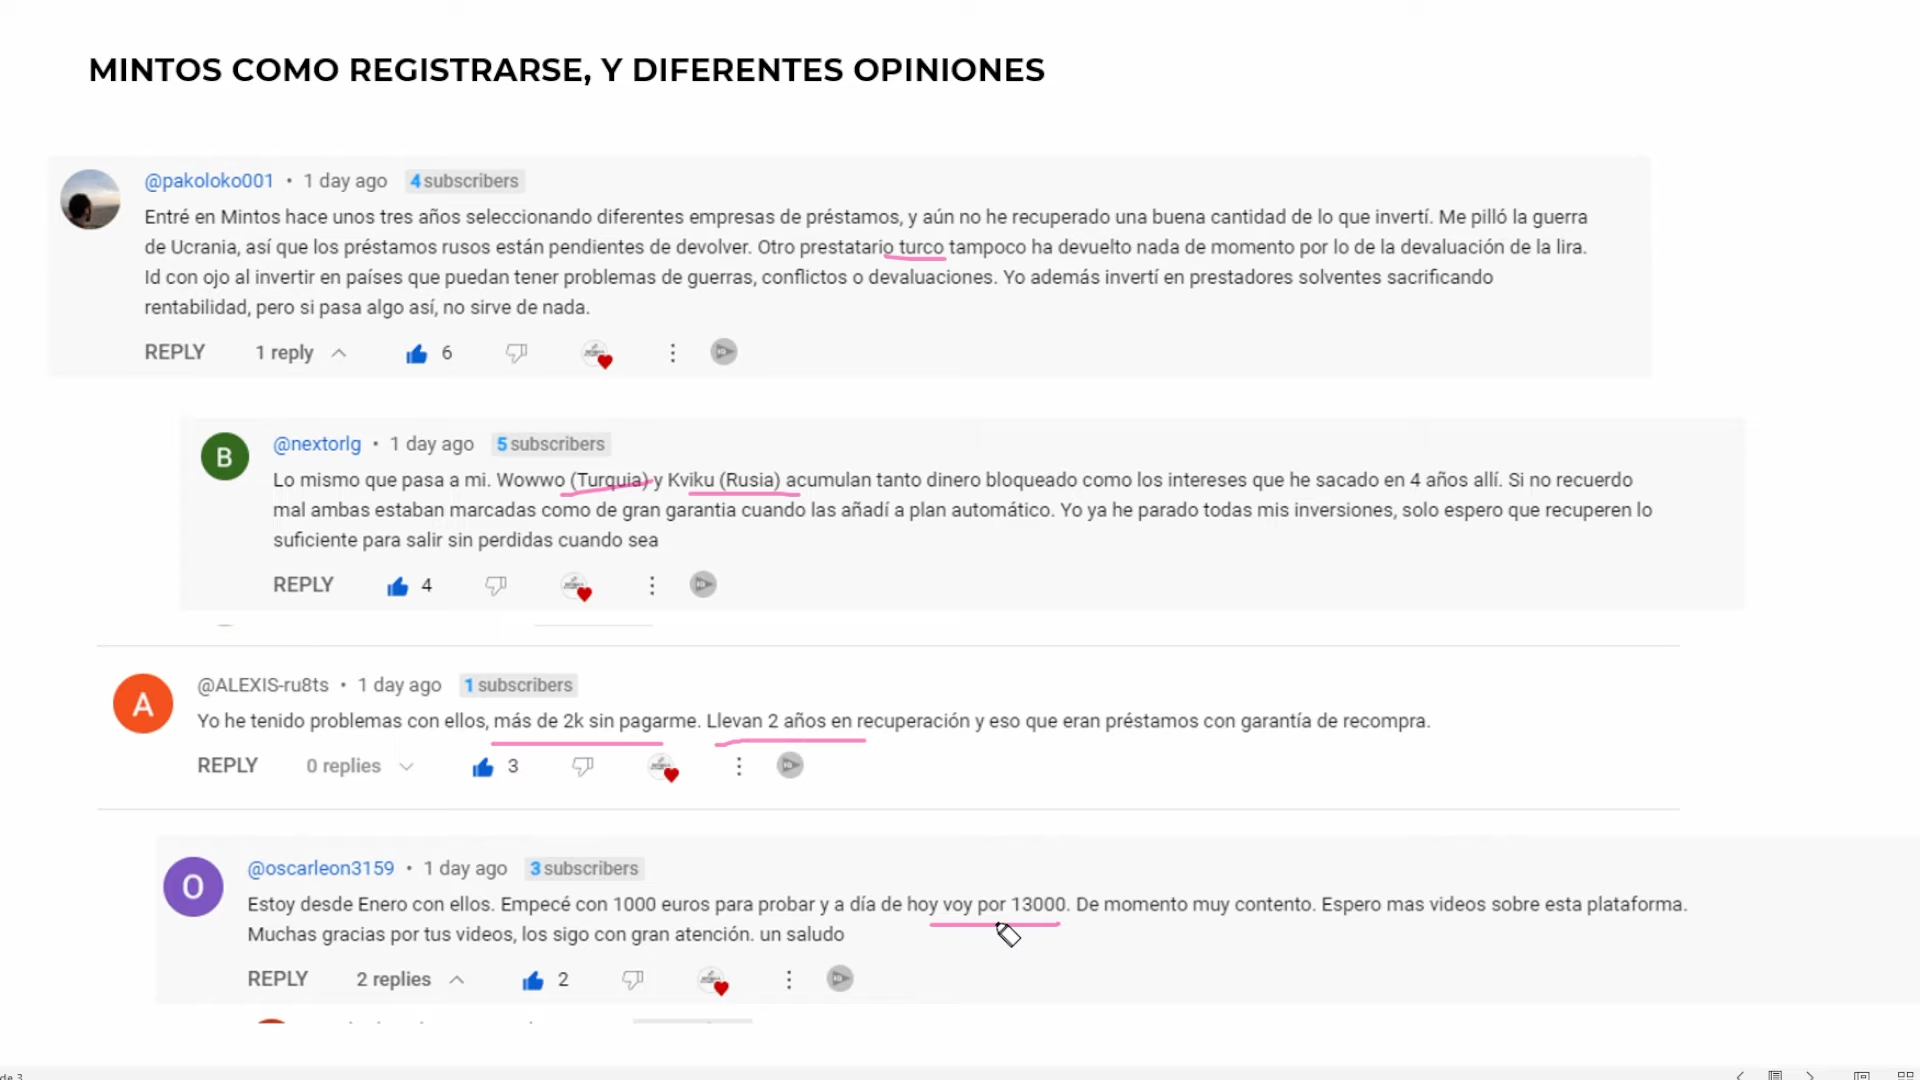 MINTOS COMO REGISTRARSE, Y DIFERENTES OPINIONES
@pakoloko001 • 1 day ago 4 subscribers
Entré en Mintos hace unos tres años seleccionando diferentes empresas de préstamos, y aún no he recuperado una buena cantidad de lo que invertí. Me pilló la guerra
de Ucrania, así que los préstamos rusos están pendientes de devolver. Otro prestatario turco tampoco ha devuelto nada de momento por lo de la devaluación de la lira.
Id con ojo al invertir en países que puedan tener problemas de guerras, conflictos o devaluaciones. Yo además invertí en prestadores solventes sacrificando
rentabilidad, pero si pasa algo así, no sirve de nada.
REPLY 1 reply 6
B
@nextorlg • 1 day ago 5 subscribers
Lo mismo que pasa a mi. Wowwo (Turquia) y Kviku (Rusia) acumulan tanto dinero bloqueado como los intereses que he sacado en 4 años allí. Si no recuerdo
mal ambas estaban marcadas como de gran garantia cuando las añadí a plan automático. Yo ya he parado todas mis inversiones, solo espero que recuperen lo
suficiente para salir sin perdidas cuando sea
REPLY 4
A
@ALEXIS-ru8ts • 1 day ago 1 subscribers
Yo he tenido problemas con ellos, más de 2k sin pagarme. Llevan 2 años en recuperación y eso que eran préstamos con garantía de recompra.
REPLY 0 replies 3
O
@oscarleon3159 • 1 day ago 3 subscribers
Estoy desde Enero con ellos. Empecé con 1000 euros para probar y a día de hoy voy por 13000. De momento muy contento. Espero mas videos sobre esta plataforma.
Muchas gracias por tus videos, los sigo con gran atención. un saludo
REPLY 2 replies 2
de 3